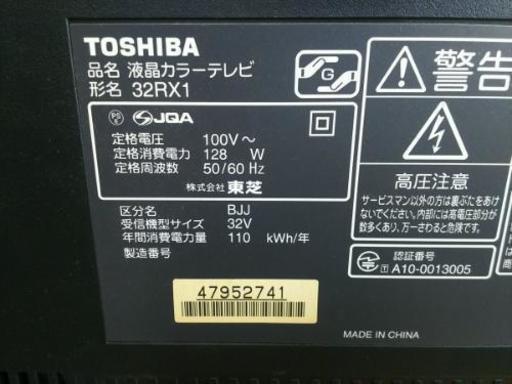 TOSHIBA
品名 液晶カラーテレビ
形名 32RX1
G
警告
PS
E
JQA
定格電圧 100V～
定格消費電力 128 W
定格周波数 50/60 Hz
株式会社 東芝
高圧注意
サービスマン以外の方は裏ぶたをあけ
ないでください。内部には高電圧部分が
数多くあり、万一さわると危険です。
区分名 BJJ
受信機型サイズ 32V
年間消費電力量 110 kWh/年
製造番号
認証番号
T A10-0013005
47952741
MADE IN CHINA